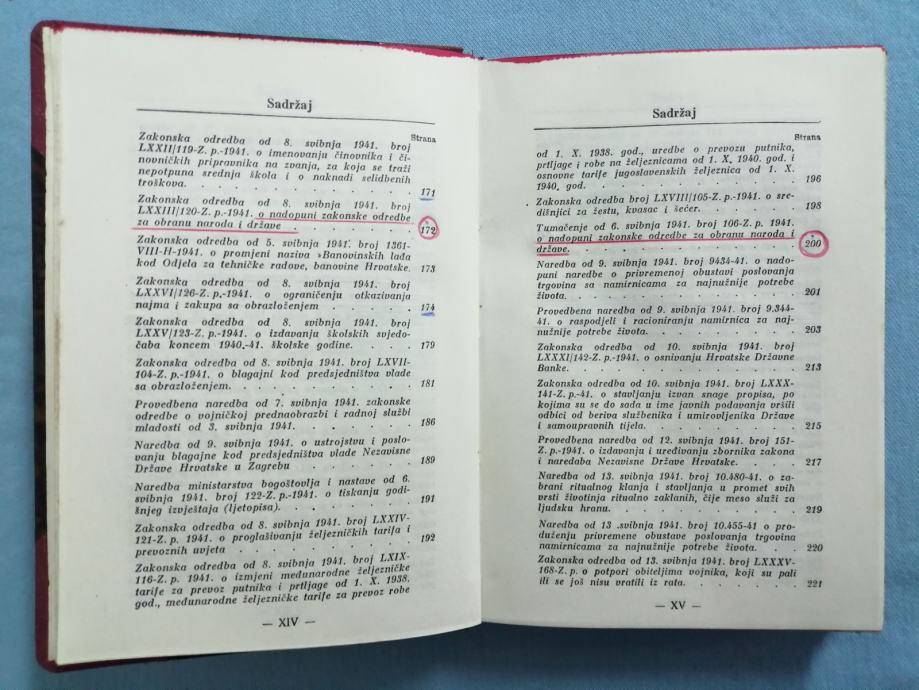 Sadržaj
Strana
Zakonska odredba od 8. svibnja 1941. broj
LXXII/119-Z. p.-1941. o imenovanju činovnika i či-
novničkih pripravnika na zvanja, za koja se traži
nepotpuna srednja škola i o naknadi selidbenih
troškova. . . . . . . . . . . . 171
Zakonska odredba od 8. svibnja 1941. broj
LXXIII/120-Z. p.-1941. o nadopuni zakonske odredbe
za obranu naroda i države . . . . . . . 172
Zakonska odredba od 5. svibnja 1941. broj 1361-
VIII-H-1941. o promjeni naziva »Banovinskih lađa
kod Odjela za tehničke radove, banovine Hrvatske. 173
Zakonska odredba od 8. svibnja 1941. broj
LXXVI/126-Z. p.-1941. o ograničenju otkazivanja
najma i zakupa sa obrazloženjem . . . . . 174
Zakonska odredba od 8. svibnja 1941. broj
LXXV/123-Z. p.-1941. o izdavanju školskih svjedo-
čaba koncem 1940.-41. školske godine. . . . 179
Zakonska odredba od 8. svibnja 1941. broj LXVII-
104-Z. p.-1941. o blagajni kod predsjedništva vlade
sa obrazloženjem. . . . . . . . . . 181
Provedbena naredba od 7. svibnja 1941. zakonske
odredbe o vojničkoj prednaobrazbi i radnoj službi
mladosti od 3. svibnja 1941. . . . . . . 186
Naredba od 9. svibnja 1941. o ustrojstvu i poslo-
vanju blagajne kod predsjedništva vlade Nezavisne
Države Hrvatske u Zagrebu . . . . . . 189
Naredba ministarstva bogoštovlja i nastave od 6.
svibnja 1941. broj 122-Z. p.-1941. o tiskanju godi-
šnjeg izvještaja (ljetopisa). . . . . . . 191
Zakonska odredba od 8. svibnja 1941. broj LXXIV-
121-Z. p. 1941. o proglašivanju željezničkih tarifa i
prevoznih uvjeta . . . . . . . . . 192
Zakonska odredba od 8. svibnja 1941. broj LXIX-
116-Z. p. 1941. o izmjeni međunarodne željezničke
tarife za prevoz putnika i prtljage od 1. X. 1938.
god., međunarodne željezničke tarife za prevoz robe
— XIV —
Sadržaj
Strana
od 1. X. 1938. god., uredbe o prevozu putnika,
prtljage i robe na željeznicama od 1. X. 1940. god. i
osnovne tarife jugoslavenskih željeznica od 1. X.
1940. god. . . . . . . . . . . . 196
Zakonska odredba broj LXVIII/105-Z. p.-1941. o sre-
dišnjici za žestu, kvasac i šećer. . . . . . 198
Tumačenje od 6. svibnja 1941. broj 106-Z. p. 1941.
o nadopuni zakonske odredbe za obranu naroda i
države. . . . . . . . . . . . . 200
Naredba od 9. svibnja 1941. broj 9434-41. o nado-
puni naredbe o privremenoj obustavi poslovanja
trgovina sa namirnicama za najnužnije potrebe
života. . . . . . . . . . . . . 201
Provedbena naredba od 9. svibnja 1941. broj 9.344-
41. o raspodjeli i racioniranju namirnica za naj-
nužnije potrebe života. . . . . . . . 203
Zakonska odredba od 10. svibnja 1941. broj
LXXXI/142-Z. p.-1941. o osnivanju Hrvatske Državne
Banke. . . . . . . . . . . . . 213
Zakonska odredba od 10. svibnja 1941. broj LXXX-
141-Z. p.-41. o stavljanju izvan snage propisa, po
kojima su se do sada u ime javnih podavanja vršili
odbici od beriva službenika i umirovljenika Države
i samoupravnih tijela. . . . . . . . 215
Provedbena naredba od 12. svibnja 1941. broj 151-
Z. p.-1941. o izdavanju i uređivanju zbornika zakona
i naredaba Nezavisne Države Hrvatske. . . . 217
Naredba od 13. svibnja 1941. broj 10.480-41. o za-
brani ritualnog klanja i stavljanja u promet svih
vrsti životinja ritualno zaklanih, čije meso služi za
ljudsku hranu. . . . . . . . . . 219
Naredba od 13 .svibnja 1941. broj 10.455-41 o pro-
duženju privremene obustave poslovanja trgovina
namirnicama za najnužnije potrebe života. . . 220
Zakonska odredba od 13. svibnja 1941. broj LXXXV-
168-Z. p. o potpori obiteljima vojnika, koji su pali
ili se još nisu vratili iz rata. . . . . . . 221
— XV —